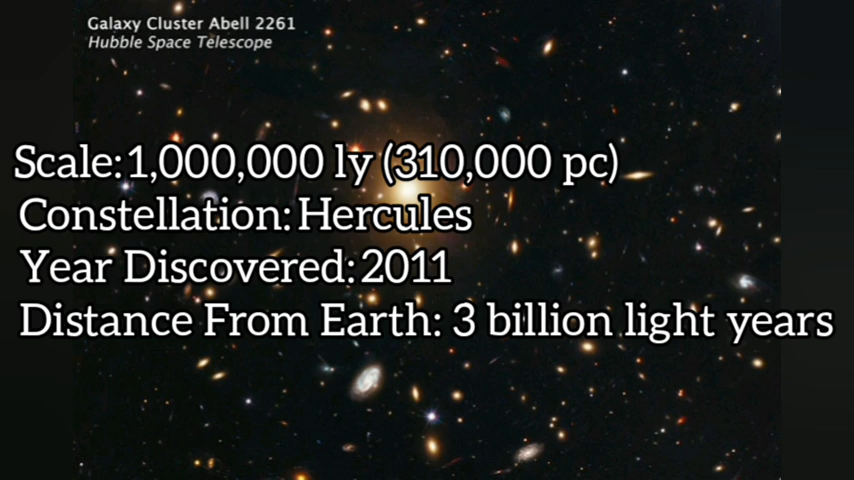 Galaxy Cluster Abell 2261
Hubble Space Telescope
Scale: 1,000,000 ly (310,000 pc)
Constellation: Hercules
Year Discovered: 2011
Distance From Earth: 3 billion light years